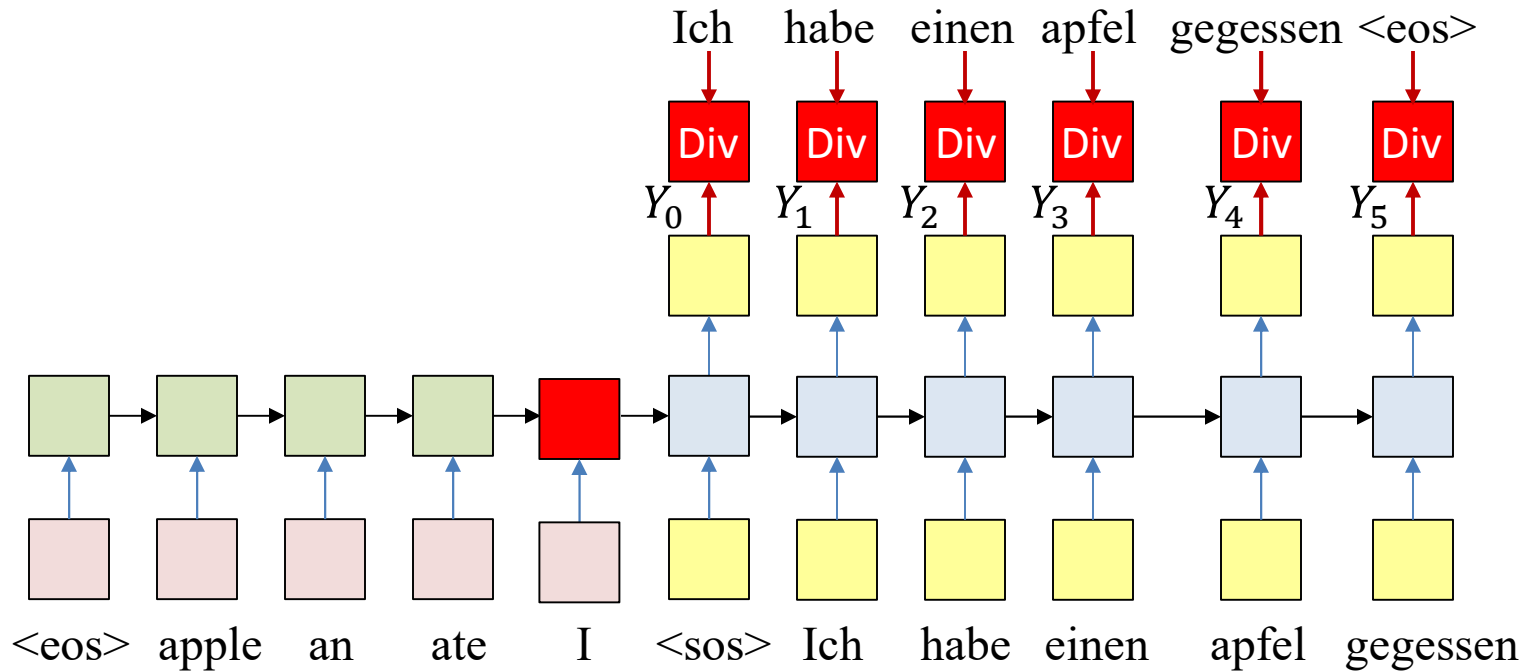 Ich habe einen apfel gegessen <eos>
Div Div Div Div Div Div
Y₀ Y₁ Y₂ Y₃ Y₄ Y₅
<eos> apple an ate I <sos> Ich habe einen apfel gegessen